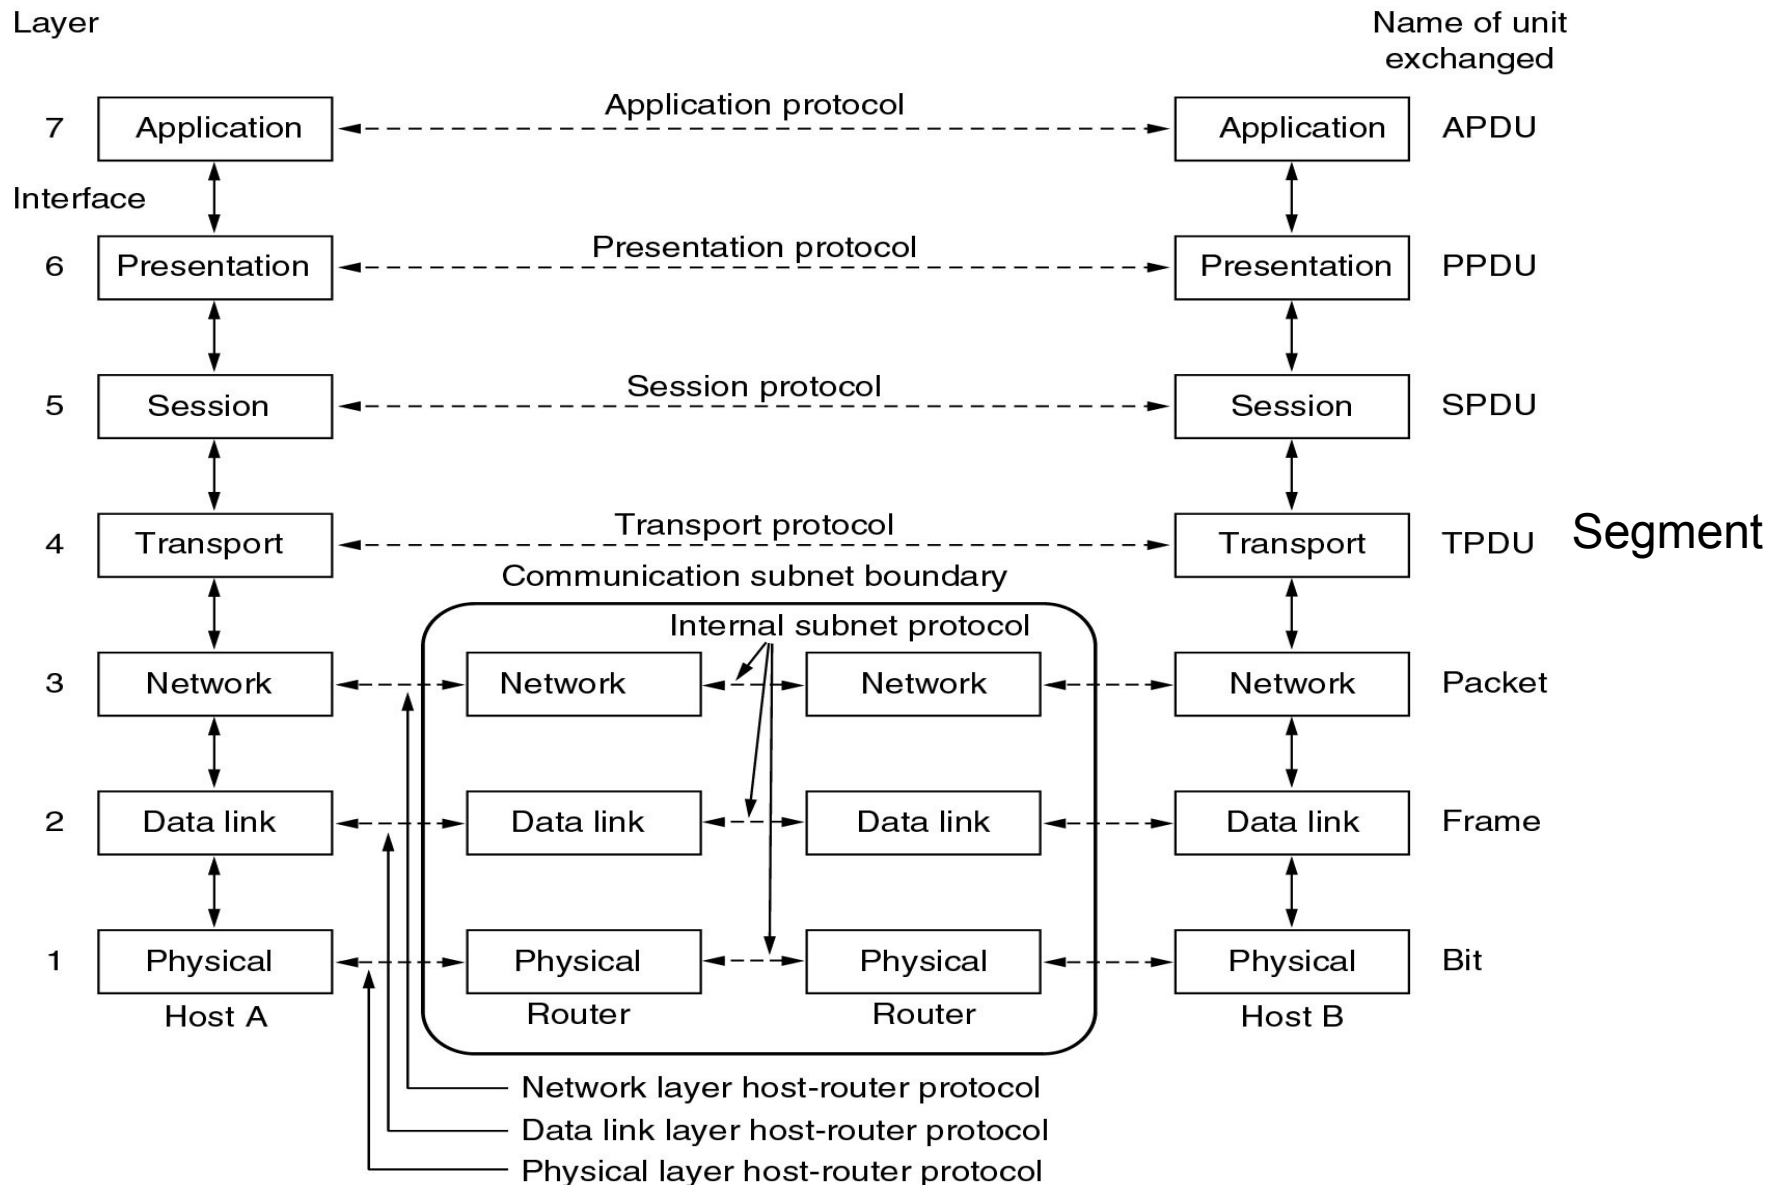 Layer
Name of unit
exchanged
7
Application
Application protocol
Application
APDU
Interface
6
Presentation
Presentation protocol
Presentation
PPDU
5
Session
Session protocol
Session
SPDU
4
Transport
Transport protocol
Transport
TPDU
Segment
Communication subnet boundary
Internal subnet protocol
3
Network
Network
Network
Network
Packet
2
Data link
Data link
Data link
Data link
Frame
1
Physical
Physical
Physical
Physical
Bit
Host A
Router
Router
Host B
Network layer host-router protocol
Data link layer host-router protocol
Physical layer host-router protocol